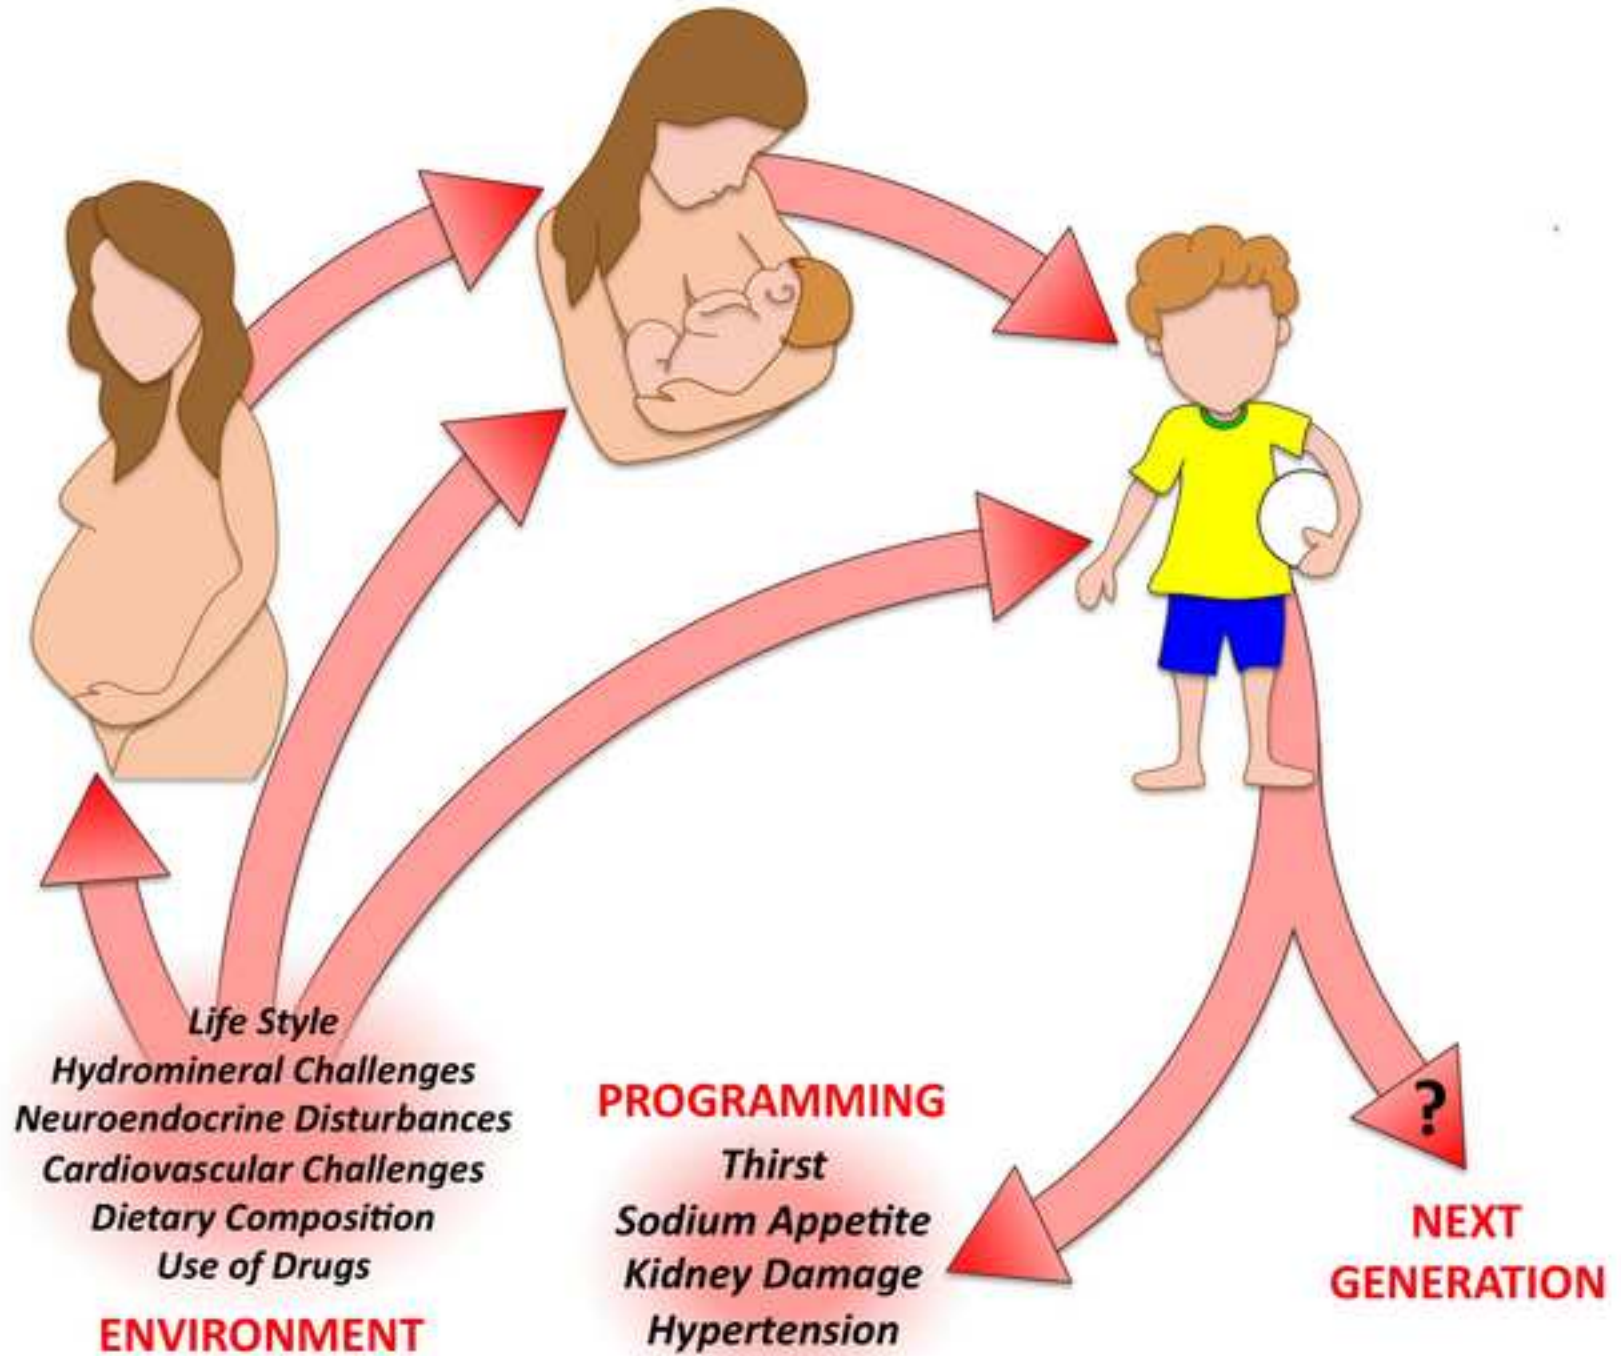 Life Style
Hydromineral Challenges
Neuroendocrine Disturbances
Cardiovascular Challenges
Dietary Composition
Use of Drugs
ENVIRONMENT
PROGRAMMING
Thirst
Sodium Appetite
Kidney Damage
Hypertension
?
NEXT
GENERATION